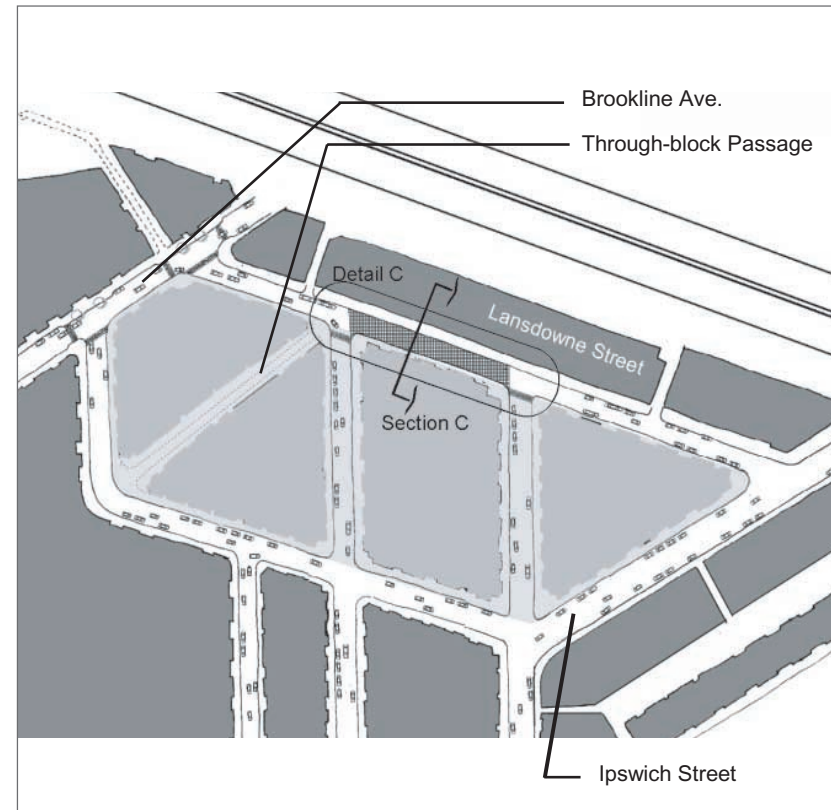 Brookline Ave.
Through-block Passage
Detail C
Lansdowne Street
Section C
Ipswich Street